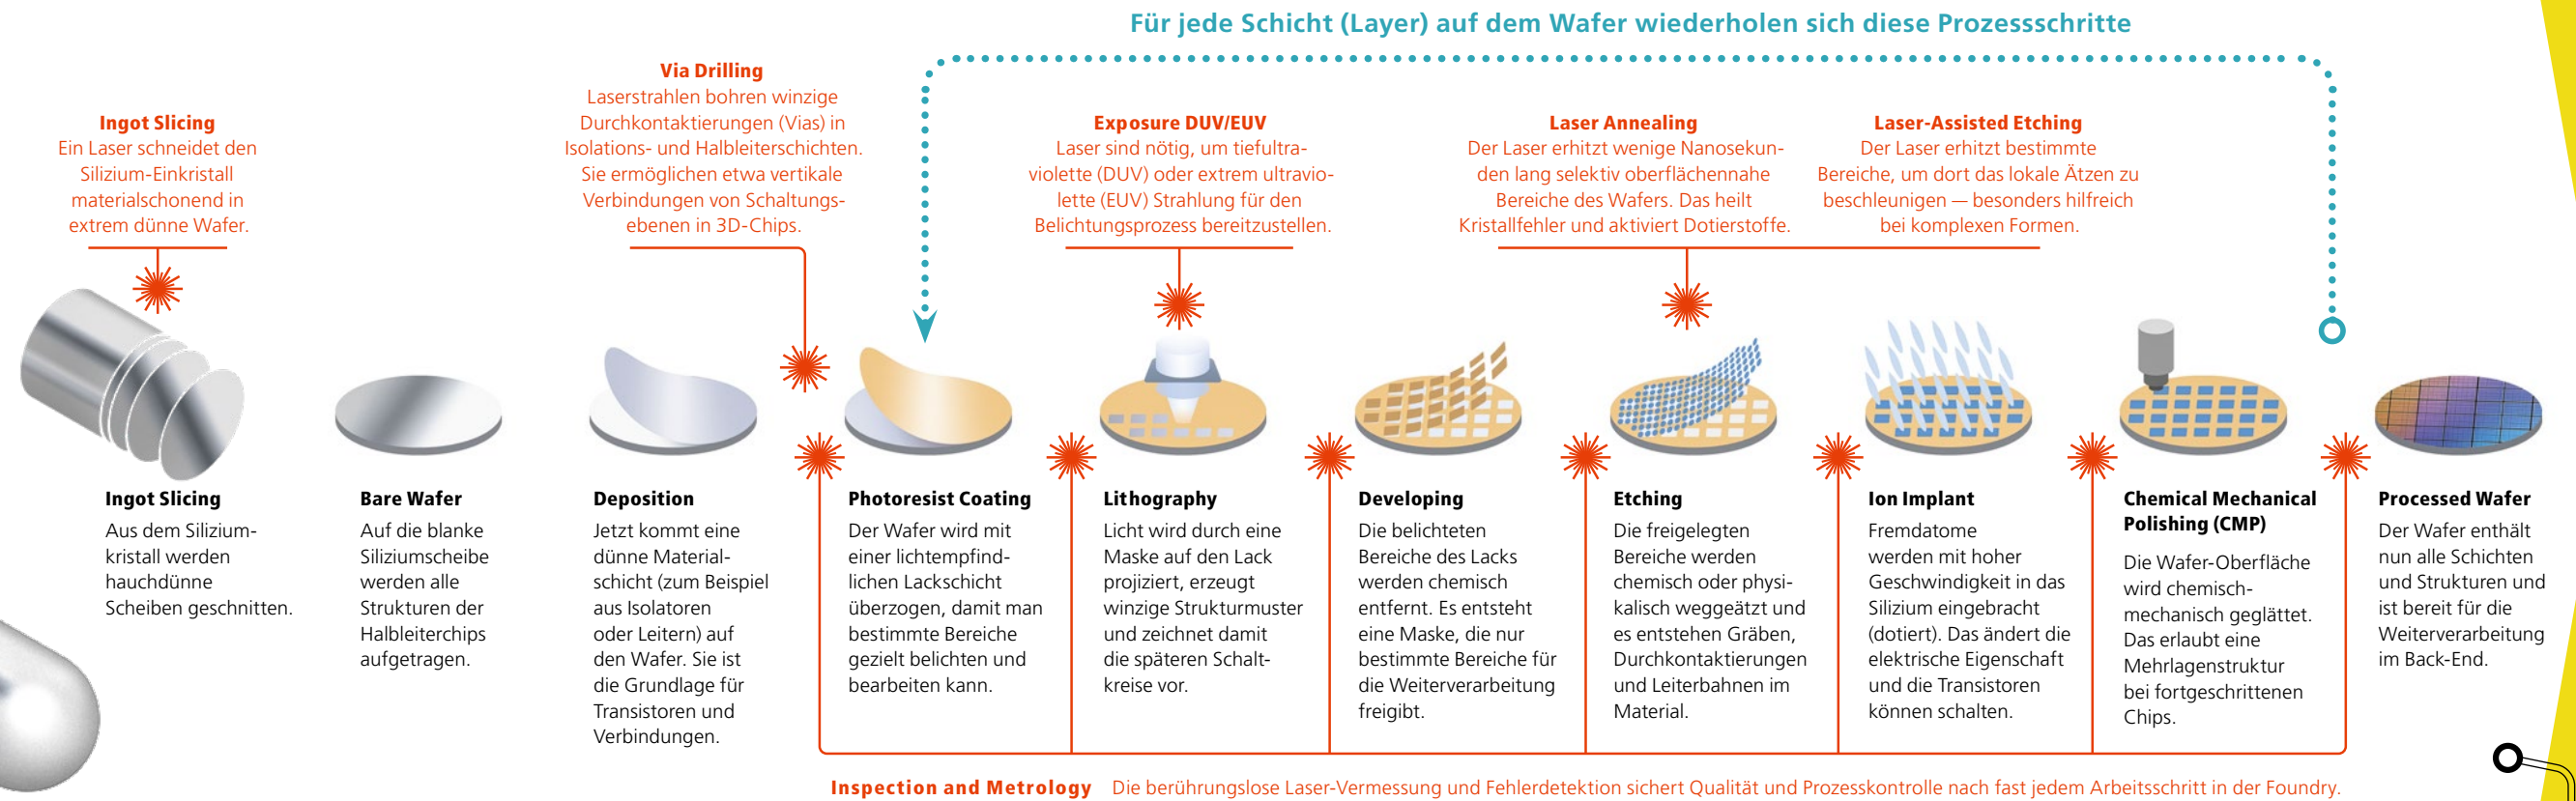 Für jede Schicht (Layer) auf dem Wafer wiederholen sich diese Prozessschritte
Ingot Slicing
Ein Laser schneidet den
Silizium-Einkristall
materialschonend in
extrem dünne Wafer.
Via Drilling
Laserstrahlen bohren winzige
Durchkontaktierungen (Vias) in
Isolations- und Halbleiterschichten.
Sie ermöglichen etwa vertikale
Verbindungen von Schaltungs-
ebenen in 3D-Chips.
Exposure DUV/EUV
Laser sind nötig, um tiefultra-
violette (DUV) oder extrem ultravio-
lette (EUV) Strahlung für den
Belichtungsprozess bereitzustellen.
Laser Annealing
Der Laser erhitzt wenige Nanosekun-
den lang selektiv oberflächennahe
Bereiche des Wafers. Das heilt
Kristallfehler und aktiviert Dotierstoffe.
Laser-Assisted Etching
Der Laser erhitzt bestimmte
Bereiche, um dort das lokale Ätzen zu
beschleunigen — besonders hilfreich
bei komplexen Formen.
Ingot Slicing
Aus dem Silizium-
kristall werden
hauchdünne
Scheiben geschnitten.
Bare Wafer
Auf die blanke
Siliziumscheibe
werden alle
Strukturen der
Halbleiterchips
aufgetragen.
Deposition
Jetzt kommt eine
dünne Material-
schicht (zum Beispiel
aus Isolatoren
oder Leitern) auf
den Wafer. Sie ist
die Grundlage für
Transistoren und
Verbindungen.
Photoresist Coating
Der Wafer wird mit
einer lichtempfind-
lichen Lackschicht
überzogen, damit man
bestimmte Bereiche
gezielt belichten und
bearbeiten kann.
Lithography
Licht wird durch eine
Maske auf den Lack
projiziert, erzeugt
winzige Strukturmuster
und zeichnet damit
die späteren Schalt-
kreise vor.
Developing
Die belichteten
Bereiche des Lacks
werden chemisch
entfernt. Es entsteht
eine Maske, die nur
bestimmte Bereiche für
die Weiterverarbeitung
freigibt.
Etching
Die freigelegten
Bereiche werden
chemisch oder physi-
kalisch weggeätzt und
es entstehen Gräben,
Durchkontaktierungen
und Leiterbahnen im
Material.
Ion Implant
Fremdatome
werden mit hoher
Geschwindigkeit in das
Silizium eingebracht
(dotiert). Das ändert die
elektrische Eigenschaft
und die Transistoren
können schalten.
Chemical Mechanical
Polishing (CMP)
Die Wafer-Oberfläche
wird chemisch-
mechanisch geglättet.
Das erlaubt eine
Mehrlagenstruktur
bei fortgeschrittenen
Chips.
Processed Wafer
Der Wafer enthält
nun alle Schichten
und Strukturen und
ist bereit für die
Weiterverarbeitung
im Back-End.
Inspection and Metrology Die berührungslose Laser-Vermessung und Fehlerdetektion sichert Qualität und Prozesskontrolle nach fast jedem Arbeitsschritt in der Foundry.